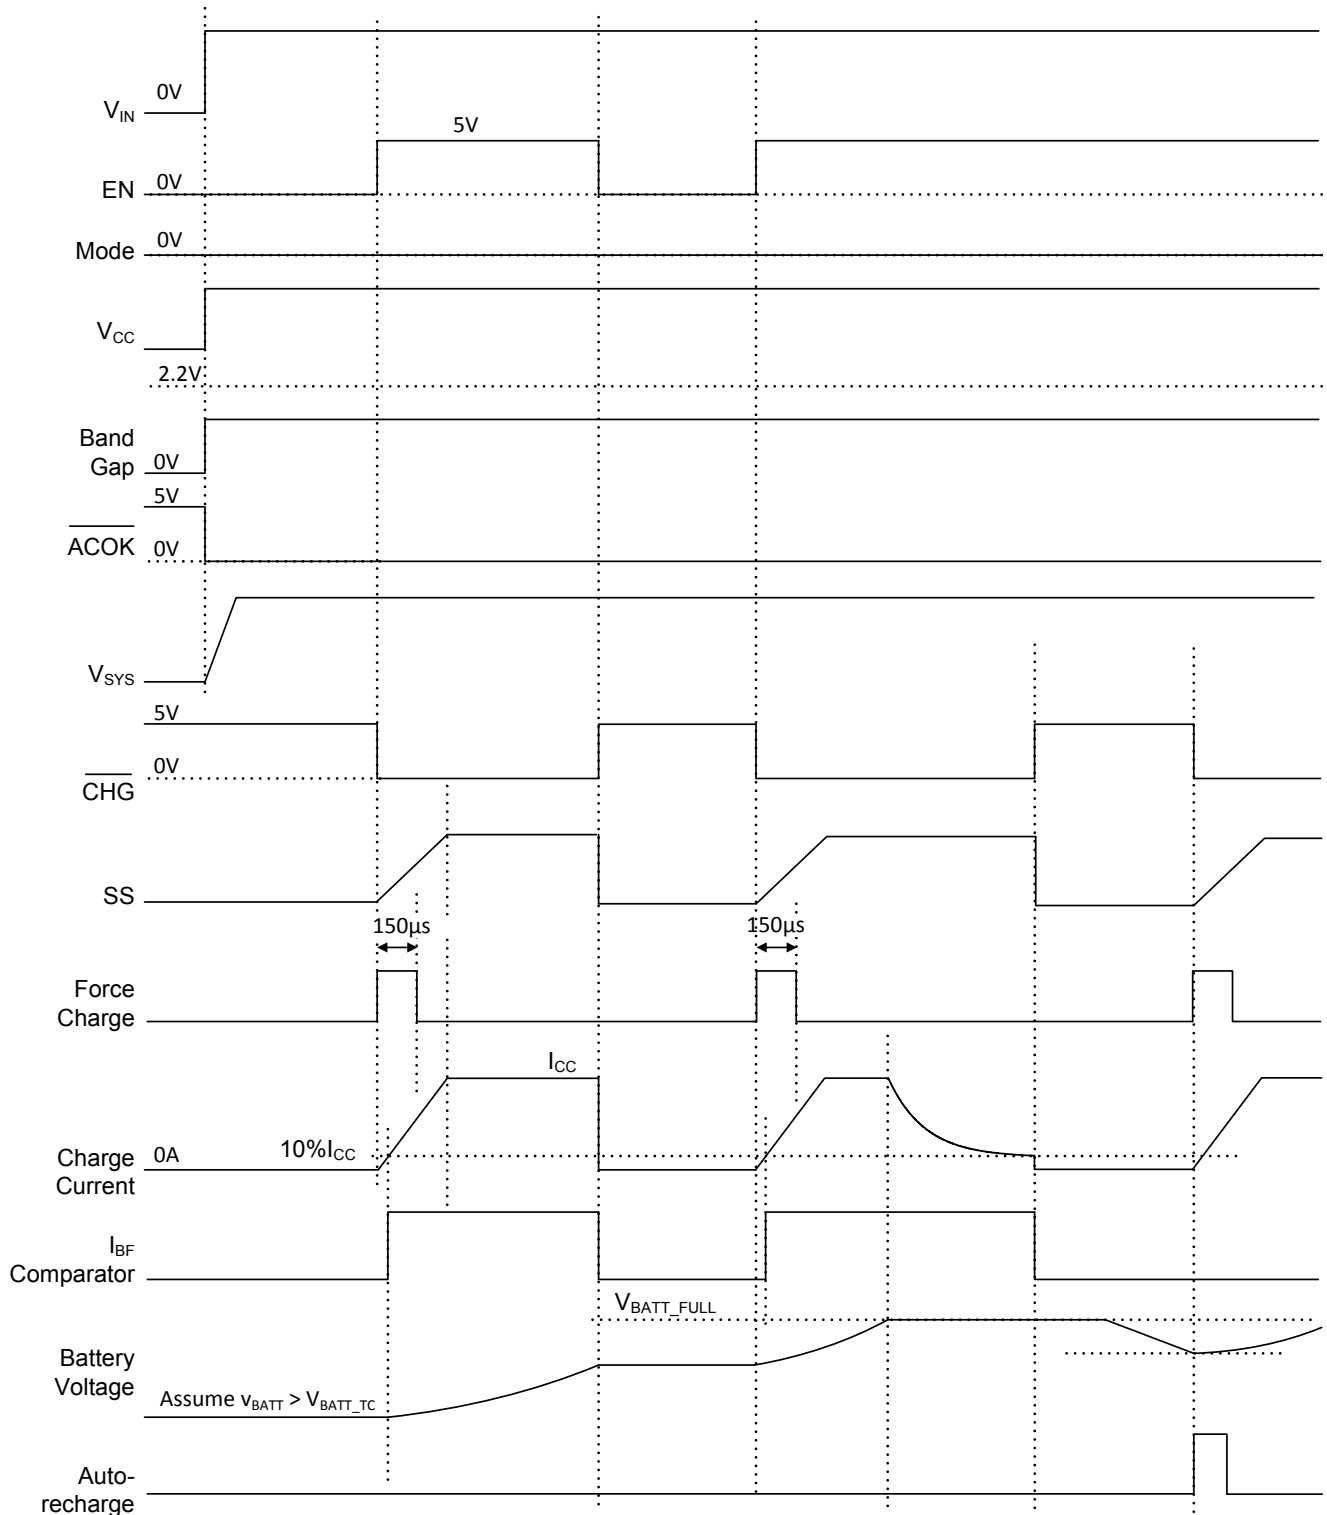 0V
V_IN
5V
0V
EN
0V
Mode
V_CC
2.2V
Band
Gap
0V
5V
ACOK
0V
V_SYS
5V
0V
CHG
SS
150µs
150µs
Force
Charge
I_CC
10%I_CC
0A
Charge
Current
I_BF
Comparator
V_BATT_FULL
Battery
Voltage
Assume v_BATT > V_BATT_TC
Auto-
recharge